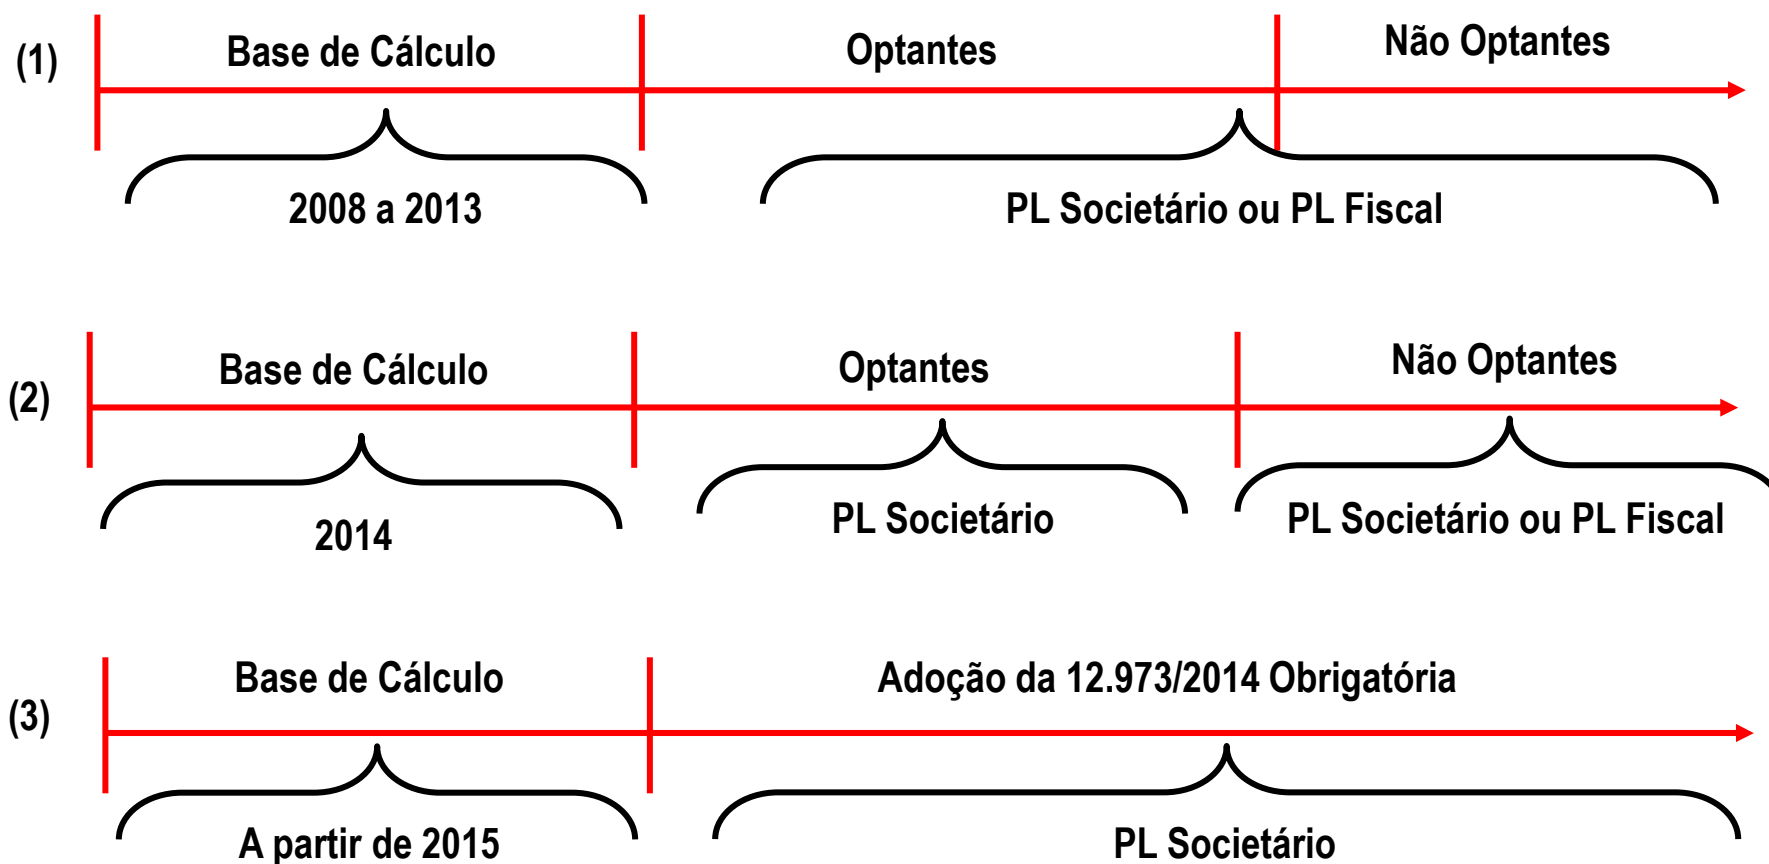 (1)
Base de Cálculo
Optantes
Não Optantes
2008 a 2013
PL Societário ou PL Fiscal
(2)
Base de Cálculo
Optantes
Não Optantes
2014
PL Societário
PL Societário ou PL Fiscal
(3)
Base de Cálculo
Adoção da 12.973/2014 Obrigatória
A partir de 2015
PL Societário